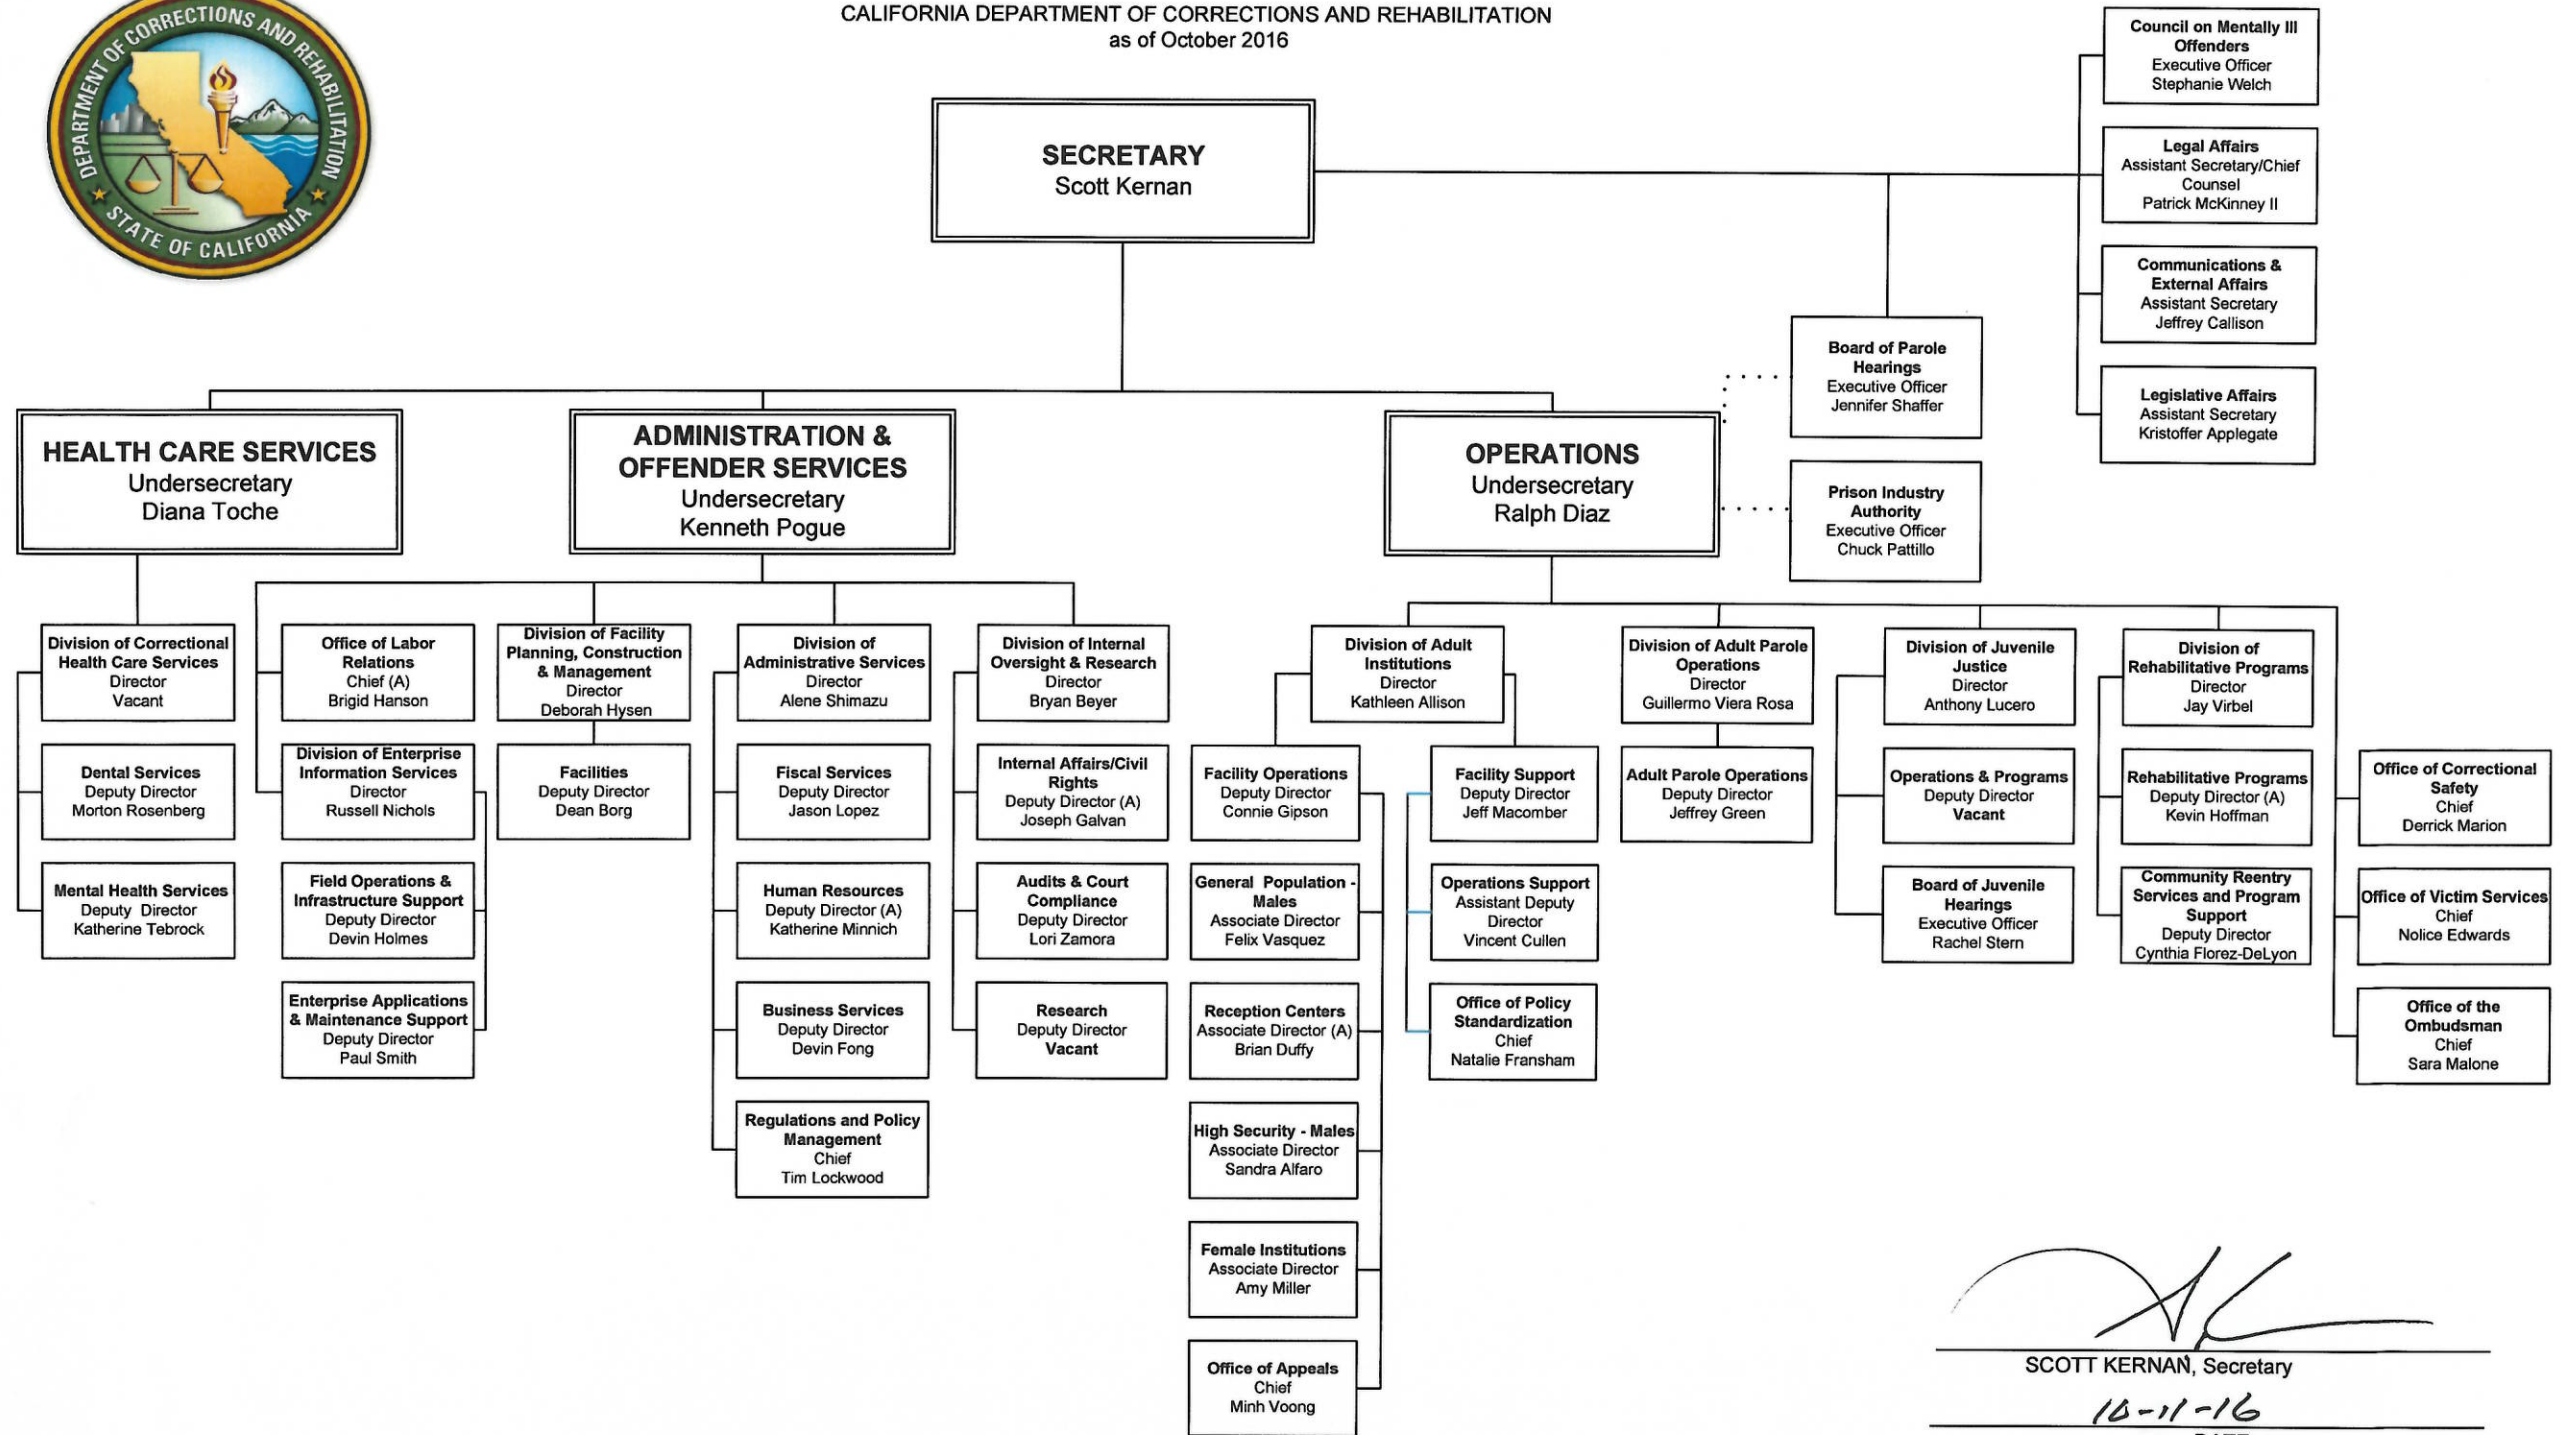 DEPARTMENT OF CORRECTIONS AND REHABILITATION
STATE OF CALIFORNIA
CALIFORNIA DEPARTMENT OF CORRECTIONS AND REHABILITATION
as of October 2016
SECRETARY
Scott Kernan
Council on Mentally Ill
Offenders
Executive Officer
Stephanie Welch
Legal Affairs
Assistant Secretary/Chief
Counsel
Patrick McKinney II
Communications &
External Affairs
Assistant Secretary
Jeffrey Callison
Legislative Affairs
Assistant Secretary
Kristoffer Applegate
Board of Parole
Hearings
Executive Officer
Jennifer Shaffer
Prison Industry
Authority
Executive Officer
Chuck Pattillo
HEALTH CARE SERVICES
Undersecretary
Diana Toche
ADMINISTRATION &
OFFENDER SERVICES
Undersecretary
Kenneth Pogue
OPERATIONS
Undersecretary
Ralph Diaz
Division of Correctional
Health Care Services
Director
Vacant
Dental Services
Deputy Director
Morton Rosenberg
Mental Health Services
Deputy Director
Katherine Tebrock
Office of Labor
Relations
Chief (A)
Brigid Hanson
Division of Enterprise
Information Services
Director
Russell Nichols
Field Operations &
Infrastructure Support
Deputy Director
Devin Holmes
Enterprise Applications
& Maintenance Support
Deputy Director
Paul Smith
Division of Facility
Planning, Construction
& Management
Director
Deborah Hysen
Facilities
Deputy Director
Dean Borg
Division of
Administrative Services
Director
Alene Shimazu
Fiscal Services
Deputy Director
Jason Lopez
Human Resources
Deputy Director (A)
Katherine Minnich
Business Services
Deputy Director
Devin Fong
Regulations and Policy
Management
Chief
Tim Lockwood
Division of Internal
Oversight & Research
Director
Bryan Beyer
Internal Affairs/Civil
Rights
Deputy Director (A)
Joseph Galvan
Audits & Court
Compliance
Deputy Director
Lori Zamora
Research
Deputy Director
Vacant
Division of Adult
Institutions
Director
Kathleen Allison
Facility Operations
Deputy Director
Connie Gipson
General Population -
Males
Associate Director
Felix Vasquez
Reception Centers
Associate Director (A)
Brian Duffy
High Security - Males
Associate Director
Sandra Alfaro
Female Institutions
Associate Director
Amy Miller
Office of Appeals
Chief
Minh Voong
Facility Support
Deputy Director
Jeff Macomber
Operations Support
Assistant Deputy
Director
Vincent Cullen
Office of Policy
Standardization
Chief
Natalie Fransham
Division of Adult Parole
Operations
Director
Guillermo Viera Rosa
Adult Parole Operations
Deputy Director
Jeffrey Green
Division of Juvenile
Justice
Director
Anthony Lucero
Operations & Programs
Deputy Director
Vacant
Board of Juvenile
Hearings
Executive Officer
Rachel Stern
Division of
Rehabilitative Programs
Director
Jay Virbel
Rehabilitative Programs
Deputy Director (A)
Kevin Hoffman
Community Reentry
Services and Program
Support
Deputy Director
Cynthia Florez-DeLyon
Office of Correctional
Safety
Chief
Derrick Marion
Office of Victim Services
Chief
Nolice Edwards
Office of the
Ombudsman
Chief
Sara Malone
SCOTT KERNAN, Secretary
10-11-16